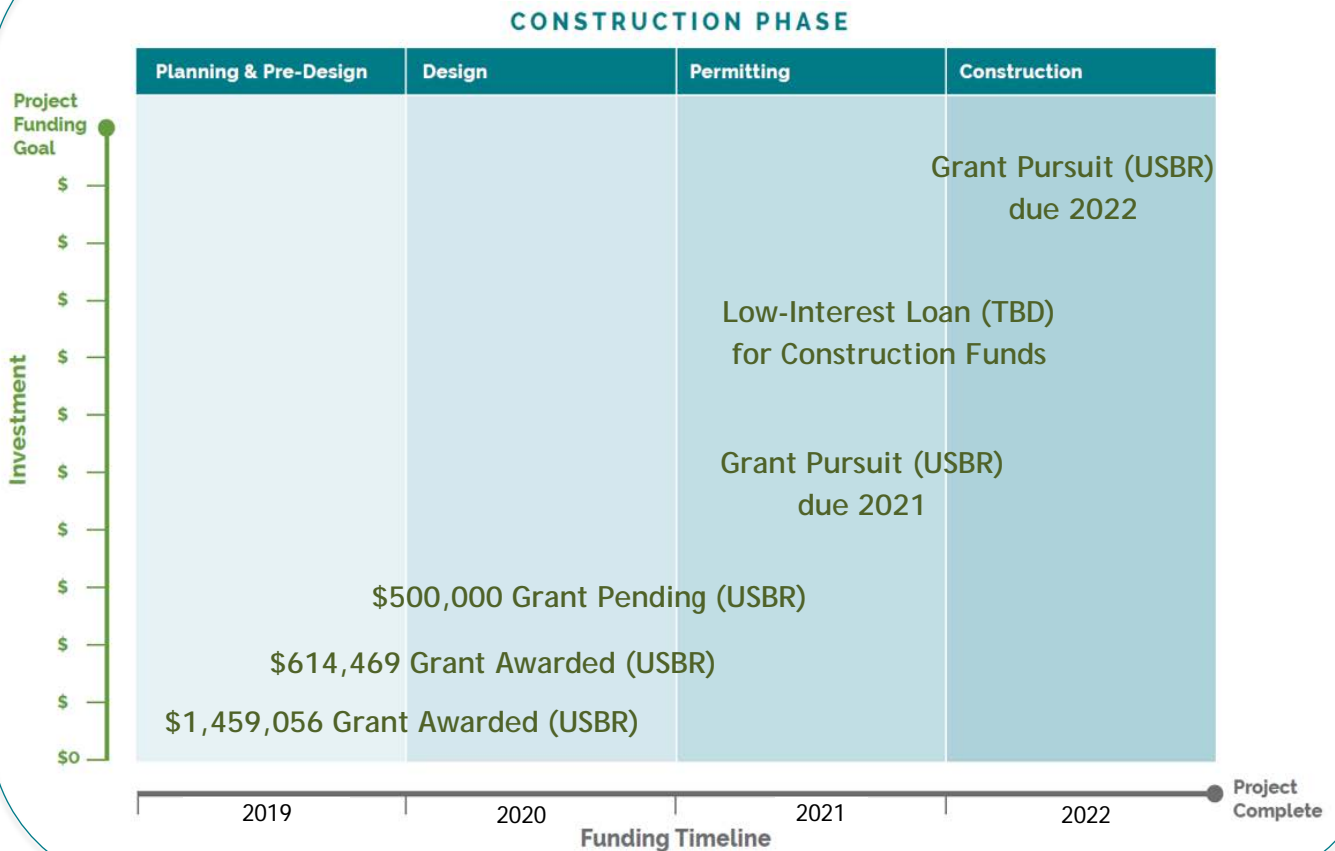 CONSTRUCTION PHASE
Planning & Pre-Design
Design
Permitting
Construction
Project
Funding
Goal
$
$
$
$
$
$
$
$
$
$
$0
Investment
Grant Pursuit (USBR)
due 2022
Low-Interest Loan (TBD)
for Construction Funds
Grant Pursuit (USBR)
due 2021
$500,000 Grant Pending (USBR)
$614,469 Grant Awarded (USBR)
$1,459,056 Grant Awarded (USBR)
2019
2020
2021
2022
Project
Complete
Funding Timeline